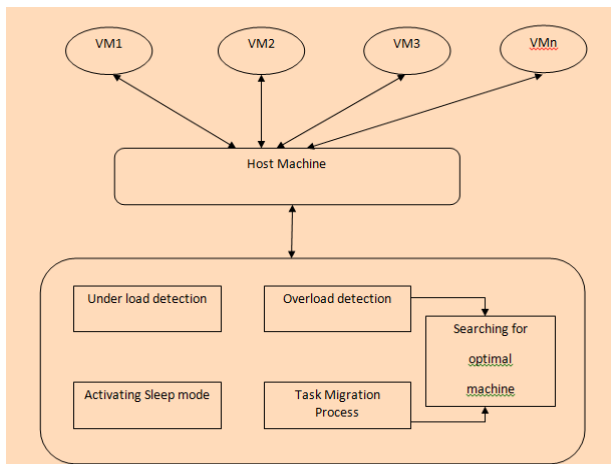 VM1
VM2
VM3
VMn
Host Machine
Under load detection
Overload detection
Searching for
optimal
machine
Activating Sleep mode
Task Migration
Process